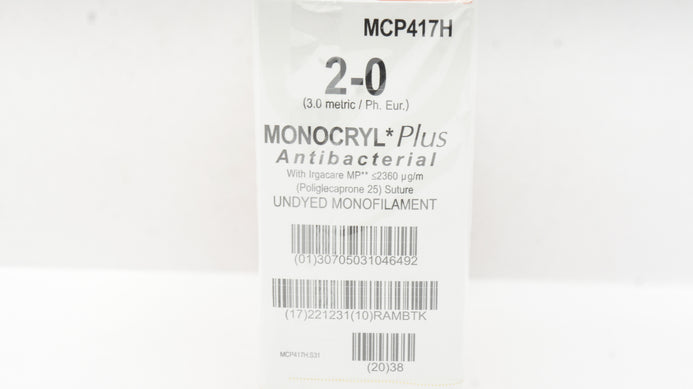 MCP417H
2-0
(3.0 metric / Ph. Eur.)
MONOCRYL* Plus
Antibacterial
With Irgacare MP** ≤2360 µg/m
(Poliglecaprone 25) Suture
UNDYED MONOFILAMENT
(01)30705031046492
(17)221231(10)RAMBTK
MCP417H.S31
(20)38